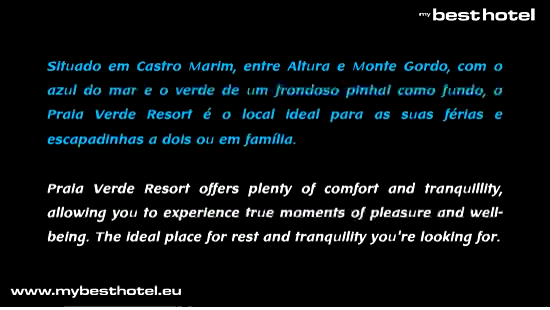 my besthotel
Situado em Castro Marim, entre Altura e Monte Gordo, com o
azul do mar e o verde de um frondoso pinhal como fundo, o
Praia Verde Resort é o local ideal para as suas férias e
escapadinhas a dois ou em família.
Praia Verde Resort offers plenty of comfort and tranquillity,
allowing you to experience true moments of pleasure and well-
being. The ideal place for rest and tranquility you're looking for.
www.mybesthotel.eu